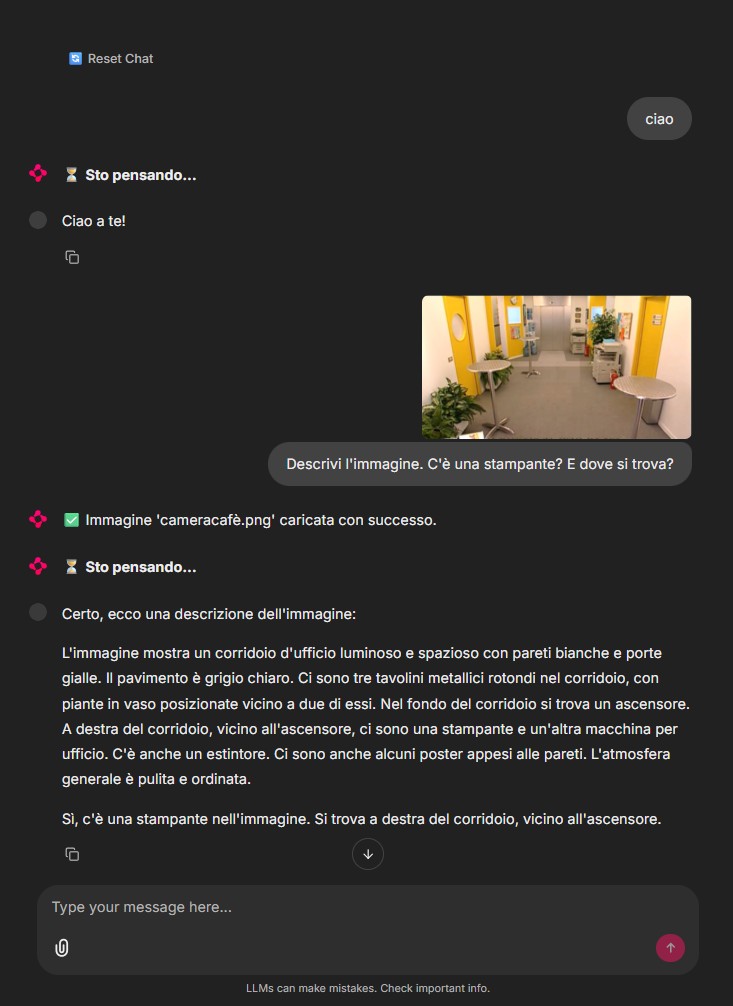 Reset Chat
ciao
Sto pensando...
Ciao a te!
Descrivi l'immagine. C'è una stampante? E dove si trova?
Immagine 'cameracafè.png' caricata con successo.
Sto pensando...
Certo, ecco una descrizione dell'immagine:
L'immagine mostra un corridoio d'ufficio luminoso e spazioso con pareti bianche e porte
gialle. Il pavimento è grigio chiaro. Ci sono tre tavolini metallici rotondi nel corridoio, con
piante in vaso posizionate vicino a due di essi. Nel fondo del corridoio si trova un ascensore.
A destra del corridoio, vicino all'ascensore, ci sono una stampante e un'altra macchina per
ufficio. C'è anche un estintore. Ci sono anche alcuni poster appesi alle pareti. L'atmosfera
generale è pulita e ordinata.
Sì, c'è una stampante nell'immagine. Si trova a destra del corridoio, vicino all'ascensore.
Type your message here...
LLMs can make mistakes. Check important info.